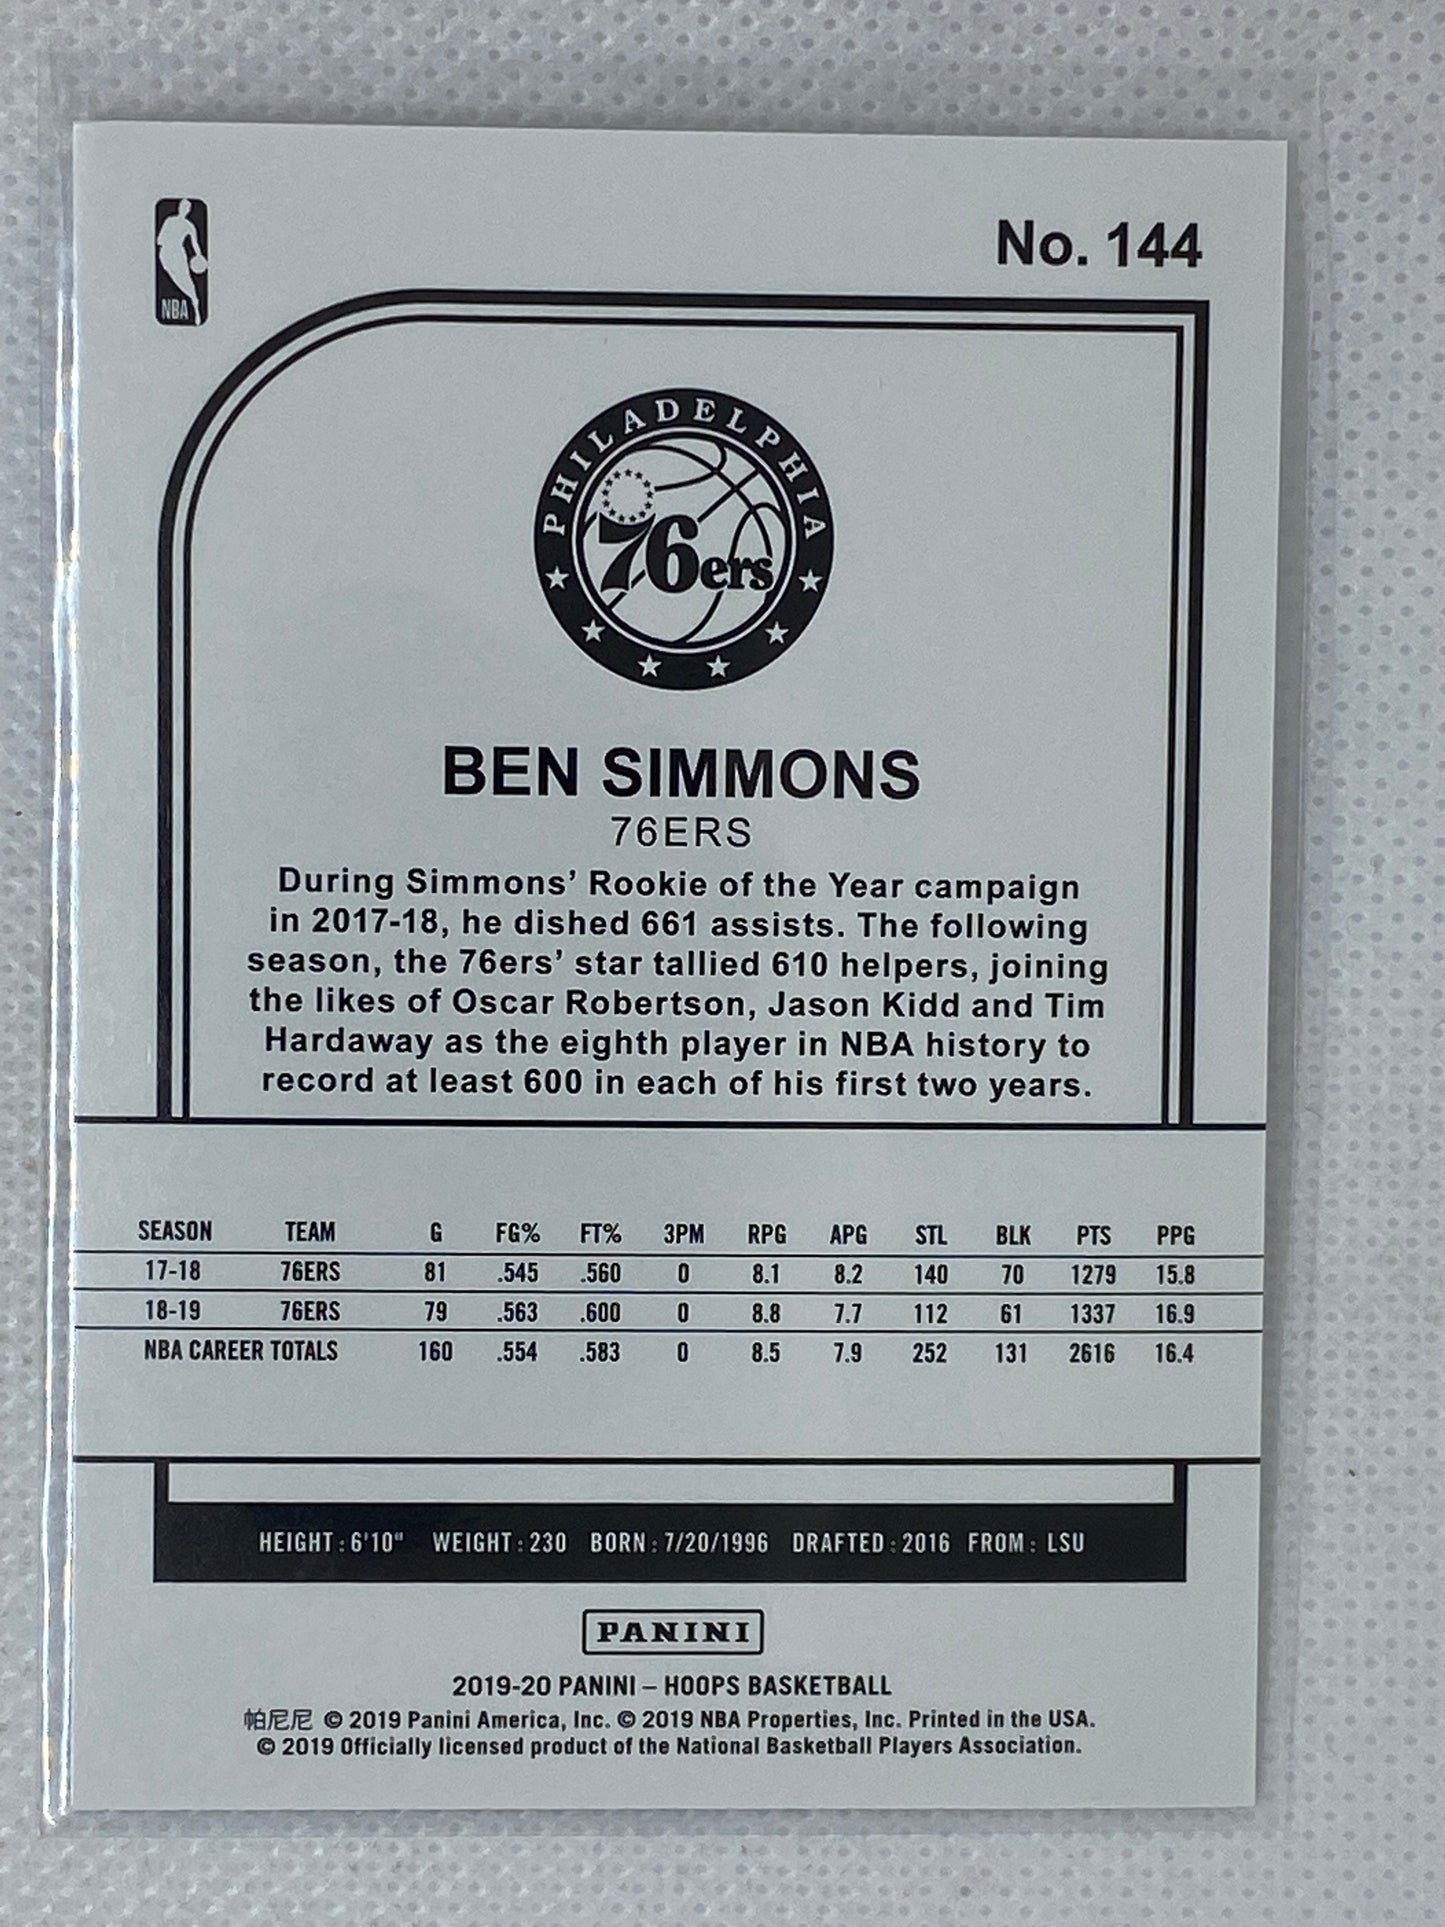 No. 144
NBA
PHILADELPHIA
76ers
BEN SIMMONS
76ERS
During Simmons’ Rookie of the Year campaign
in 2017-18, he dished 661 assists. The following
season, the 76ers’ star tallied 610 helpers, joining
the likes of Oscar Robertson, Jason Kidd and Tim
Hardaway as the eighth player in NBA history to
record at least 600 in each of his first two years.
SEASON TEAM G FG% FT% 3PM RPG APG STL BLK PTS PPG
17-18 76ERS 81 .545 .560 0 8.1 8.2 140 70 1279 15.8
18-19 76ERS 79 .563 .600 0 8.8 7.7 112 61 1337 16.9
NBA CAREER TOTALS 160 .554 .583 0 8.5 7.9 252 131 2616 16.4
HEIGHT: 6'10" WEIGHT: 230 BORN: 7/20/1996 DRAFTED: 2016 FROM: LSU
PANINI
2019-20 PANINI – HOOPS BASKETBALL
帕尼尼 © 2019 Panini America, Inc. © 2019 NBA Properties, Inc. Printed in the USA.
© 2019 Officially licensed product of the National Basketball Players Association.